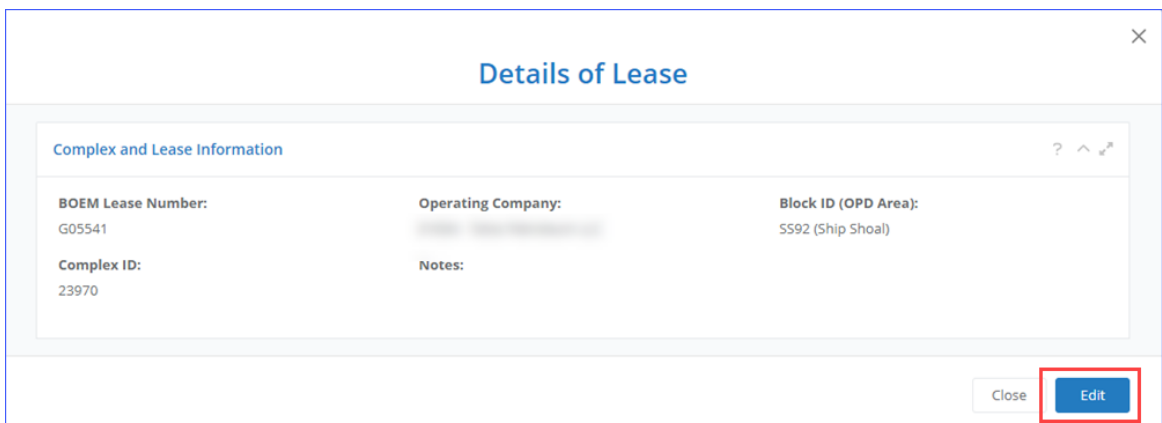 Details of Lease
Complex and Lease Information
BOEM Lease Number:
Operating Company:
Block ID (OPD Area):
G05541
SS92 (Ship Shoal)
Complex ID:
Notes:
23970
Close
Edit